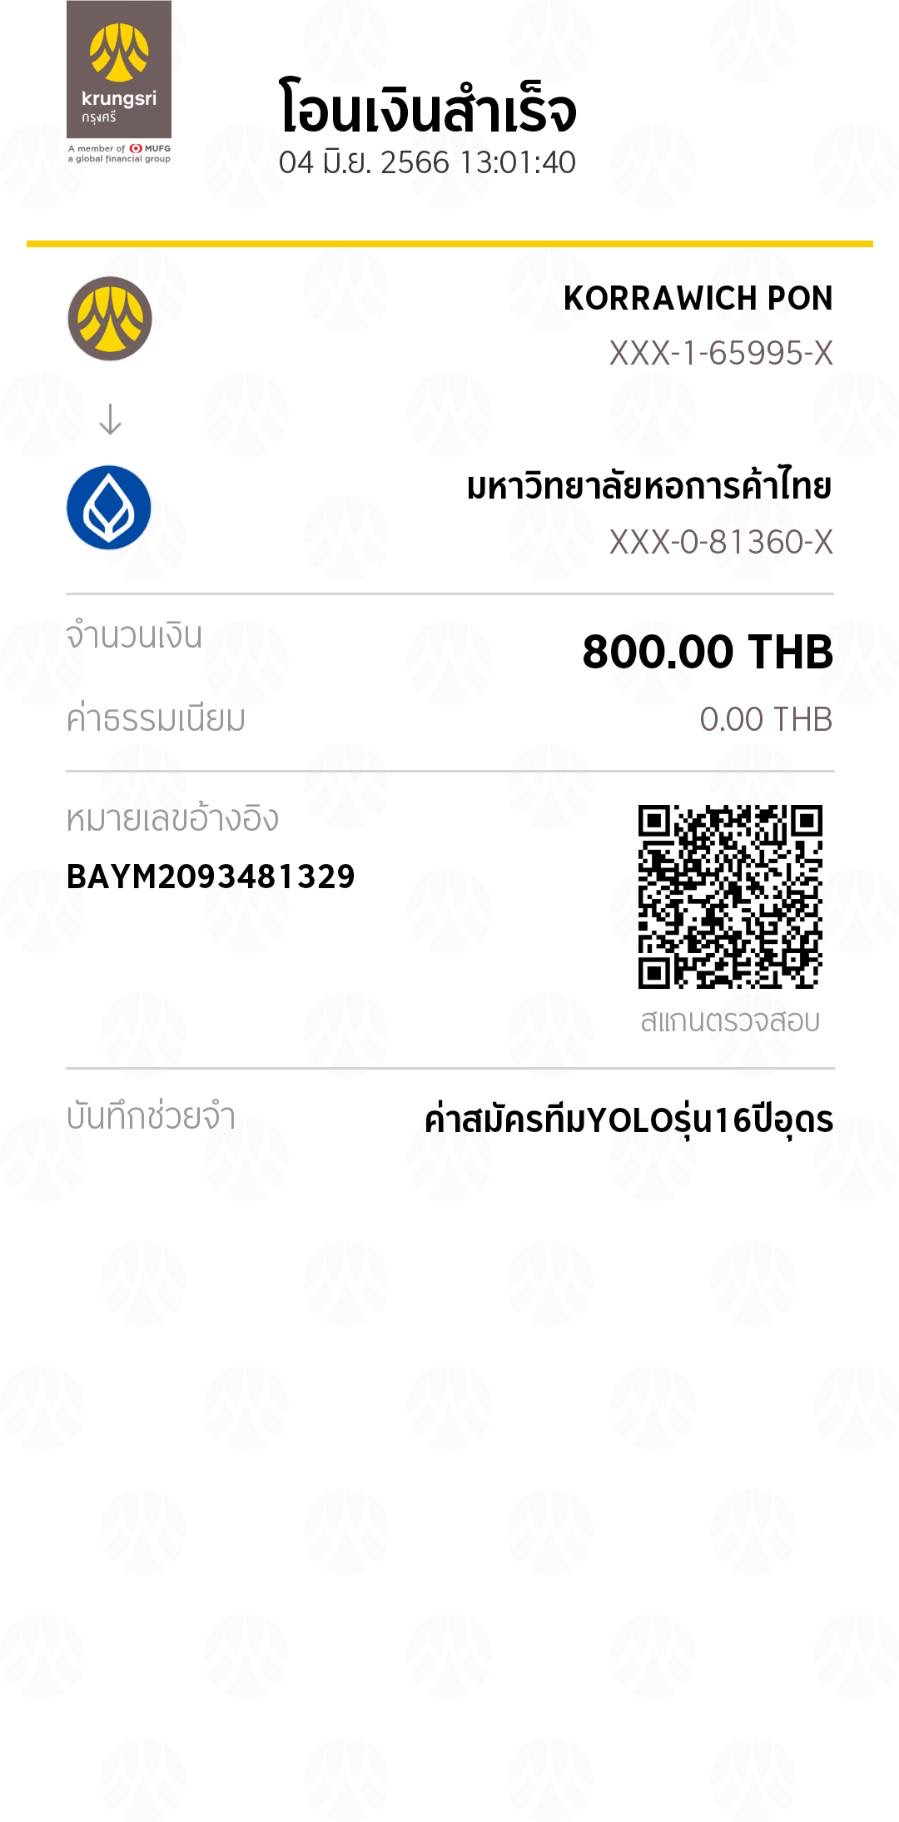 krungsri
กรุงศรี
A member of MUFG
a global financial group
โอนเงินสำเร็จ
04 มิ.ย. 2566 13:01:40
KORRAWICH PON
XXX-1-65995-X
มหาวิทยาลัยหอการค้าไทย
XXX-0-81360-X
จำนวนเงิน
800.00 THB
ค่าธรรมเนียม
0.00 THB
หมายเลขอ้างอิง
BAYM2093481329
สแกนตรวจสอบ
บันทึกช่วยจำ
ค่าสมัครทีมYOLOรุ่น16ปีอุดร